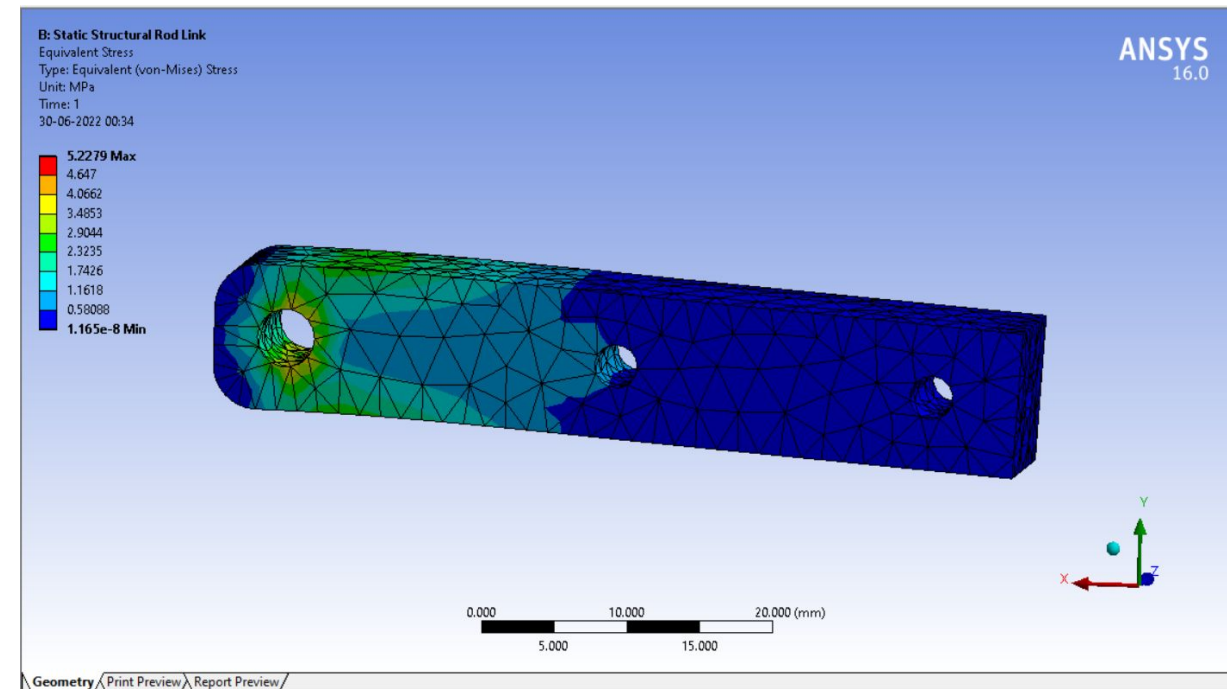 B: Static Structural Rod Link
Equivalent Stress
Type: Equivalent (von-Mises) Stress
Unit: MPa
Time: 1
30-06-2022 00:34
ANSYS
16.0
5.2279 Max
4.647
4.0662
3.4853
2.9044
2.3235
1.7426
1.1618
0.58088
1.165e-8 Min
Y
X
Z
0.000 10.000 20.000 (mm)
5.000 15.000
Geometry Print Preview Report Preview